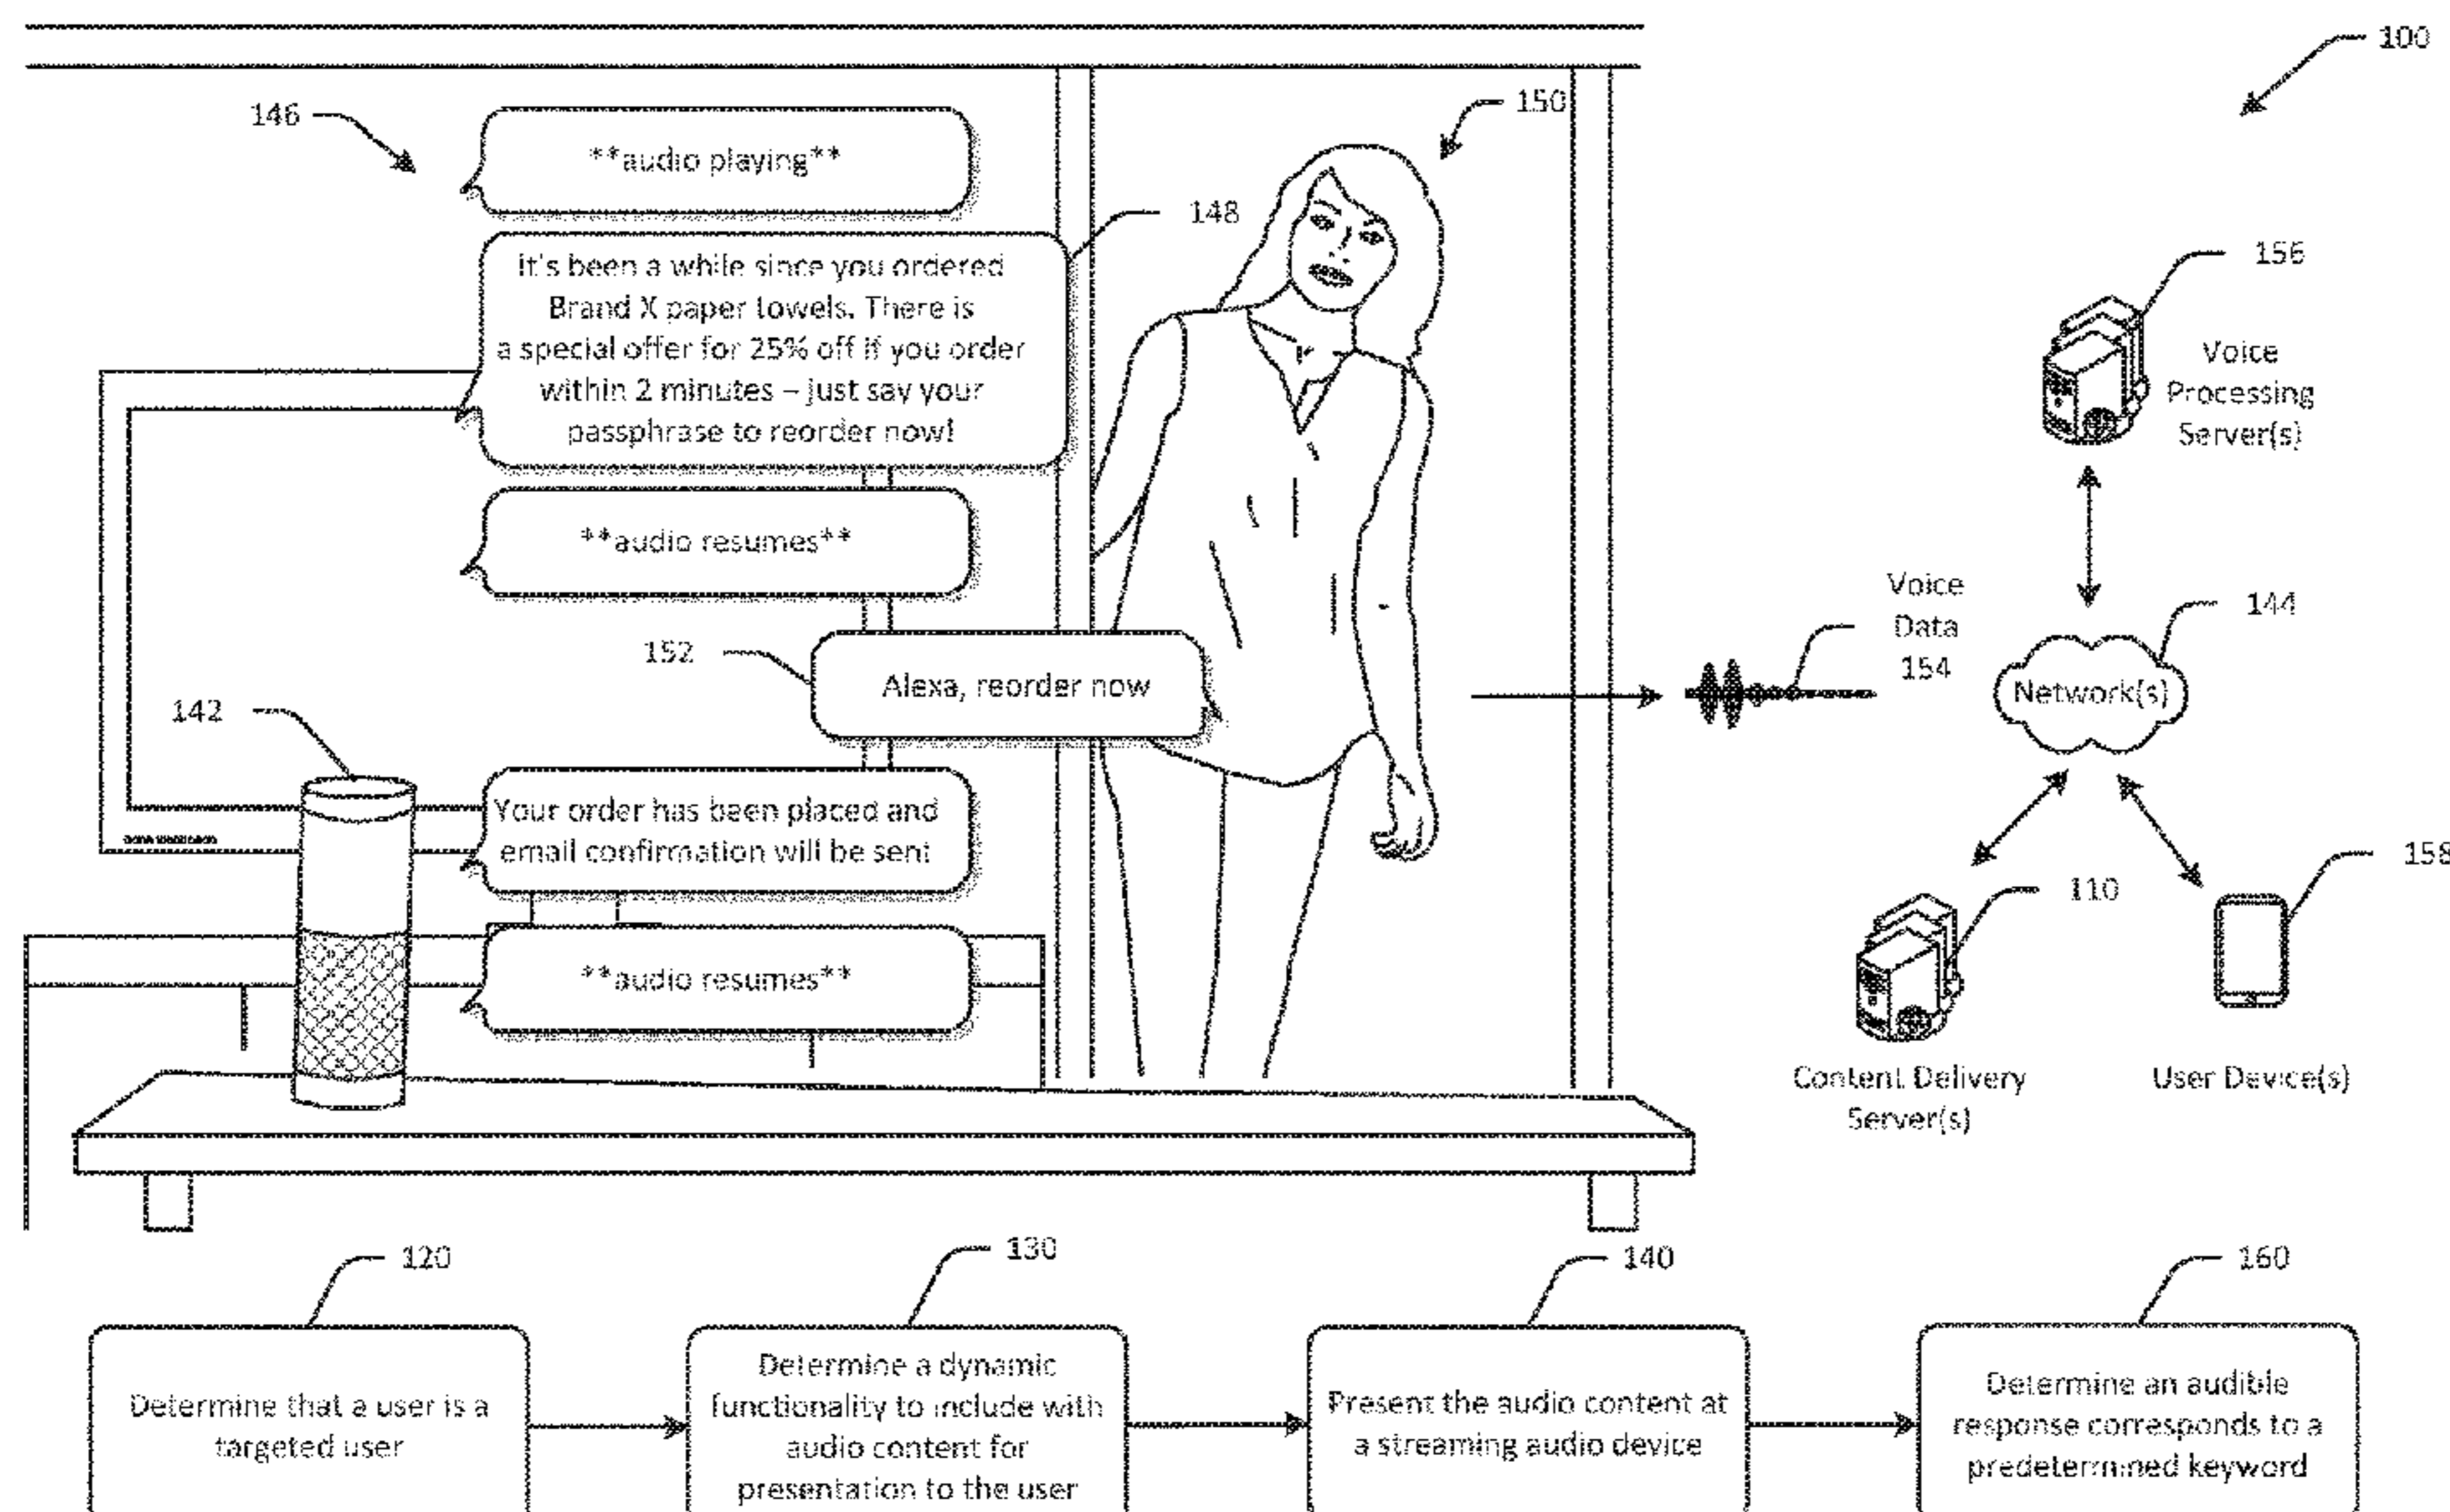 100
146
**audio playing**
150
148
It's been a while since you ordered
Brand X paper towels. There is
a special offer for 25% off if you order
within 2 minutes – just say your
passphrase to reorder now!
156
Voice
Processing
Server(s)
**audio resumes**
152
Alexa, reorder now
Voice
Data
154
144
Network(s)
142
Your order has been placed and
email confirmation will be sent
**audio resumes**
110
158
Content Delivery
Server(s)
User Device(s)
120
130
140
160
Determine that a user is a
targeted user
Determine a dynamic
functionality to include with
audio content for
presentation to the user
Present the audio content at
a streaming audio device
Determine an audible
response corresponds to a
predetermined keyword